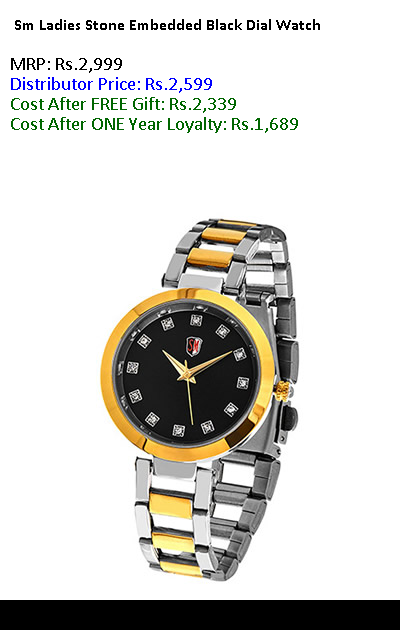 Sm Ladies Stone Embedded Black Dial Watch
MRP: Rs.2,999
Distributor Price: Rs.2,599
Cost After FREE Gift: Rs.2,339
Cost After ONE Year Loyalty: Rs.1,689